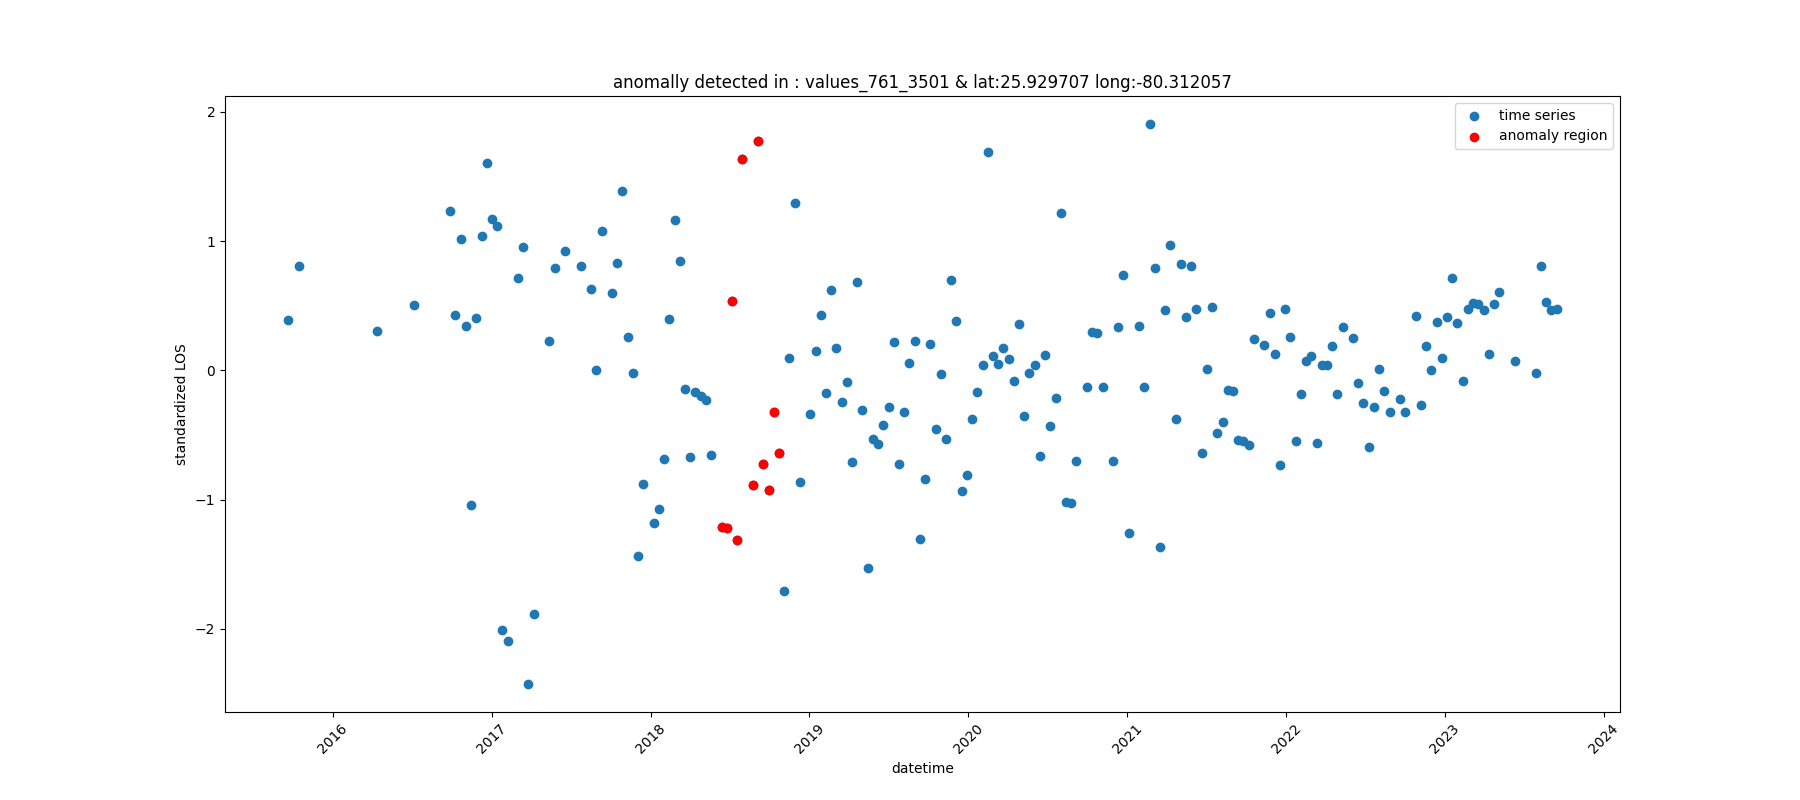 anomally detected in : values_761_3501 & lat:25.929707 long:-80.312057
time series
anomaly region
2
1
0
−1
−2
standardized LOS
2016 2017 2018 2019 2020 2021 2022 2023 2024
datetime